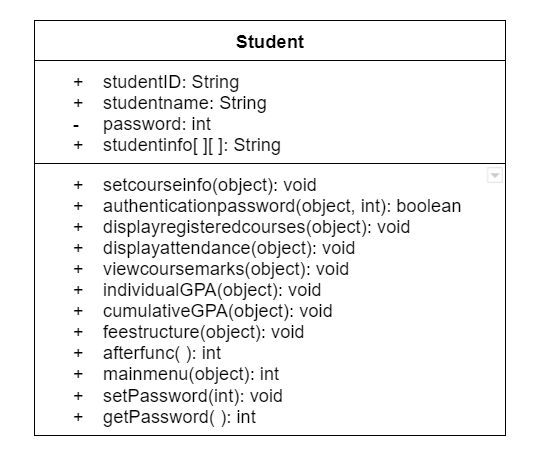 Student
+ studentID: String
+ studentname: String
- password: int
+ studentinfo[ ][ ]: String
+ setcourseinfo(object): void
+ authenticationpassword(object, int): boolean
+ displayregisteredcourses(object): void
+ displayattendance(object): void
+ viewcoursemarks(object): void
+ individualGPA(object): void
+ cumulativeGPA(object): void
+ feestructure(object): void
+ afterfunc( ): int
+ mainmenu(object): int
+ setPassword(int): void
+ getPassword( ): int